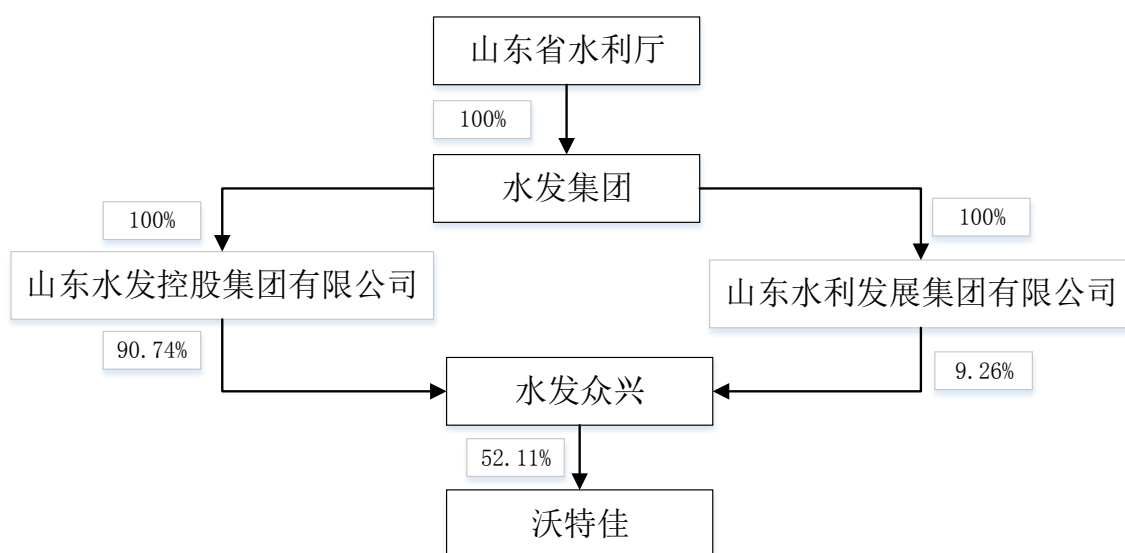 山东省水利厅
100%
水发集团
100%
100%
山东水发控股集团有限公司
山东水利发展集团有限公司
90.74%
9.26%
水发众兴
52.11%
沃特佳